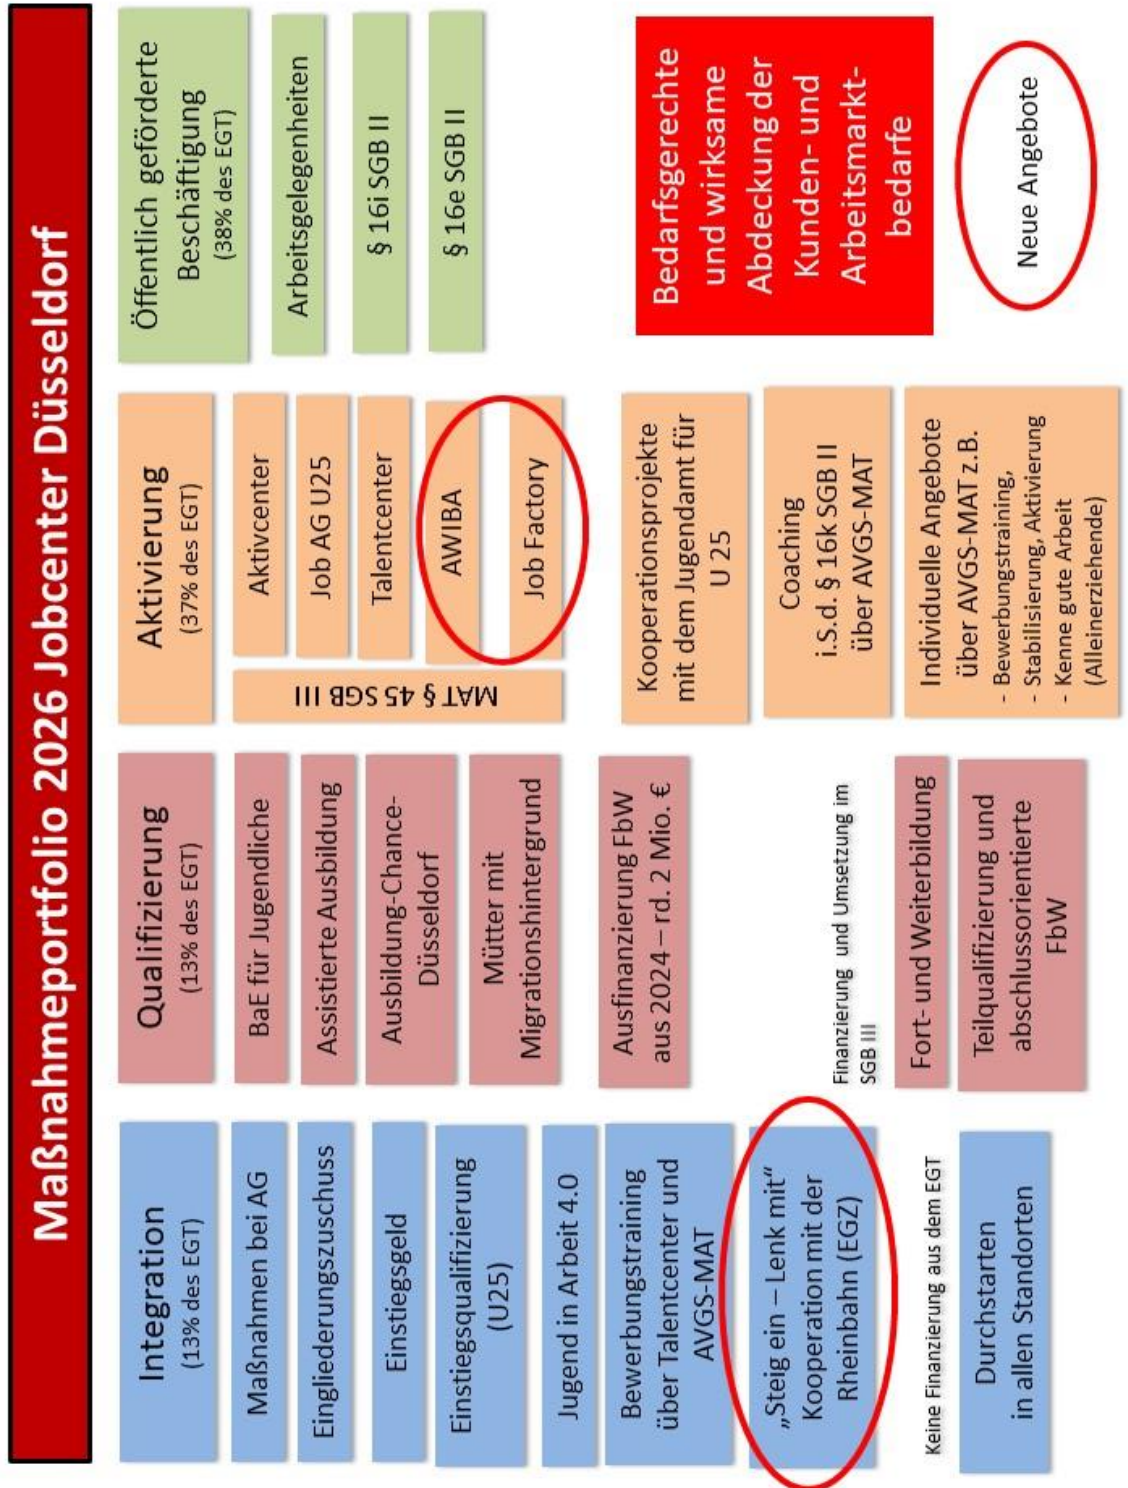 Maßnahmeportfolio 2026 Jobcenter Düsseldorf
Integration
(13% des EGT)
Maßnahmen bei AG
Eingliederungszuschuss
Einstiegsgeld
Einstiegsqualifizierung
(U25)
Jugend in Arbeit 4.0
Bewerbungstraining
über Talentcenter und
AVGS-MAT
„Steig ein – Lenk mit“
Kooperation mit der
Rheinbahn (EGZ)
Keine Finanzierung aus dem EGT
Durchstarten
in allen Standorten
Qualifizierung
(13% des EGT)
BaE für Jugendliche
Assistierte Ausbildung
Ausbildung-Chance-
Düsseldorf
Mütter mit
Migrationshintergrund
Ausfinanzierung FbW
aus 2024 – rd. 2 Mio. €
Finanzierung und Umsetzung im
SGB III
Fort- und Weiterbildung
Teilqualifizierung und
abschlussorientierte
FbW
Aktivierung
(37% des EGT)
MAT § 45 SGB III
Aktivcenter
Job AG U25
Talentcenter
AWIBA
Job Factory
Kooperationsprojekte
mit dem Jugendamt für
U 25
Coaching
i.S.d. § 16k SGB II
über AVGS-MAT
Individuelle Angebote
über AVGS-MAT z.B.
- Bewerbungstraining,
- Stabilisierung, Aktivierung
- Kenne gute Arbeit
(Alleinerziehende)
Öffentlich geförderte
Beschäftigung
(38% des EGT)
Arbeitsgelegenheiten
§ 16i SGB II
§ 16e SGB II
Bedarfsgerechte
und wirksame
Abdeckung der
Kunden- und
Arbeitsmarkt-
bedarfe
Neue Angebote